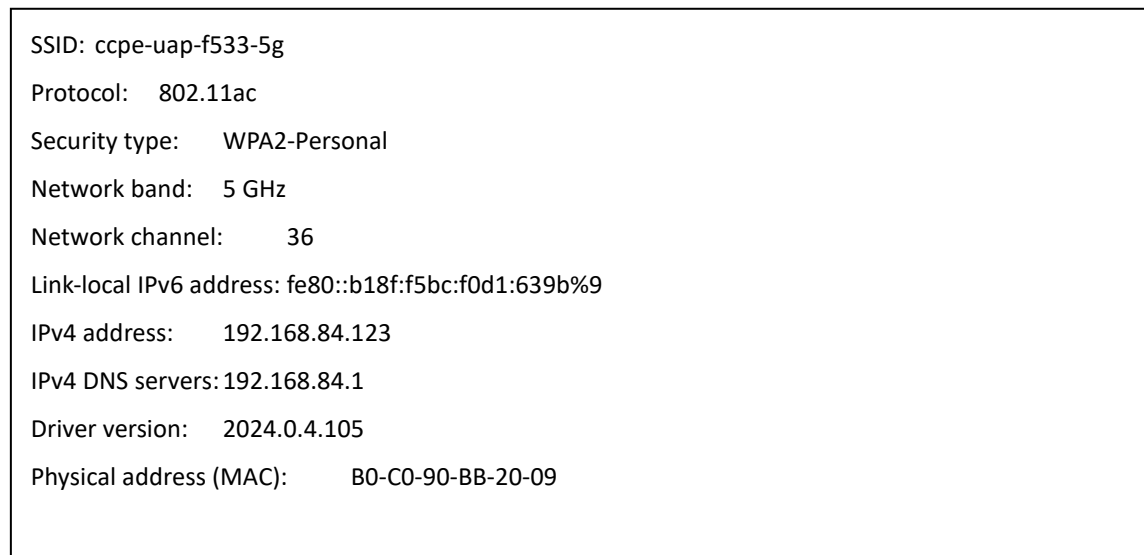 SSID: ccpe-uap-f533-5g
Protocol: 802.11ac
Security type: WPA2-Personal
Network band: 5 GHz
Network channel: 36
Link-local IPv6 address: fe80::b18f:f5bc:f0d1:639b%9
IPv4 address: 192.168.84.123
IPv4 DNS servers: 192.168.84.1
Driver version: 2024.0.4.105
Physical address (MAC): B0-C0-90-BB-20-09